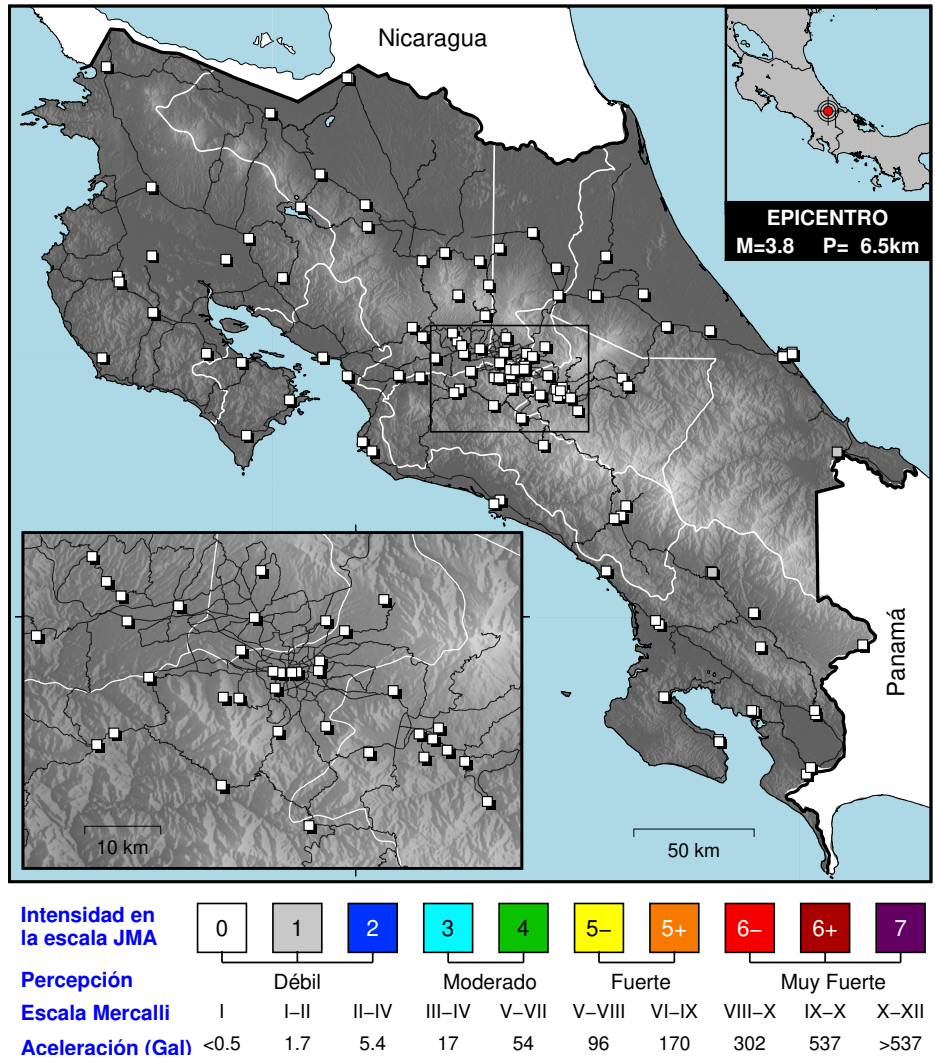 Nicaragua
EPICENTRO
M=3.8 P= 6.5km
Panamá
10 km
50 km
Intensidad en
la escala JMA
0 1 2 3 4 5− 5+ 6− 6+ 7
Percepción Débil Moderado Fuerte Muy Fuerte
Escala Mercalli I I−II II−IV III−IV V−VII V−VIII VI−IX VIII−X IX−X X−XII
Aceleración (Gal) <0.5 1.7 5.4 17 54 96 170 302 537 >537